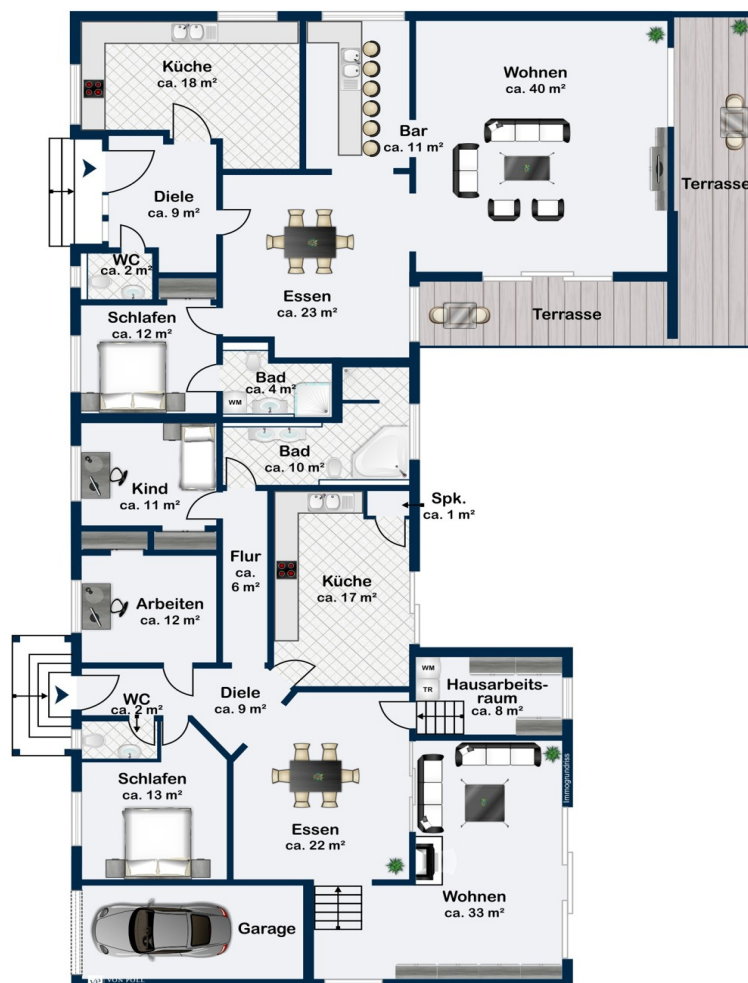 Küche
ca. 18 m²
Bar
ca. 11 m²
Wohnen
ca. 40 m²
Terrasse
Diele
ca. 9 m²
WC
ca. 2 m²
Essen
ca. 23 m²
Terrasse
Schlafen
ca. 12 m²
Bad
ca. 4 m²
WM
Bad
ca. 10 m²
Kind
ca. 11 m²
Spk.
ca. 1 m²
Flur
ca.
6 m²
Küche
ca. 17 m²
Arbeiten
ca. 12 m²
WM
TR
Hausarbeits-
raum
ca. 8 m²
Diele
ca. 9 m²
WC
ca. 2 m²
Schlafen
ca. 13 m²
Essen
ca. 22 m²
Immogrundriss
Wohnen
ca. 33 m²
Garage
VON POLL